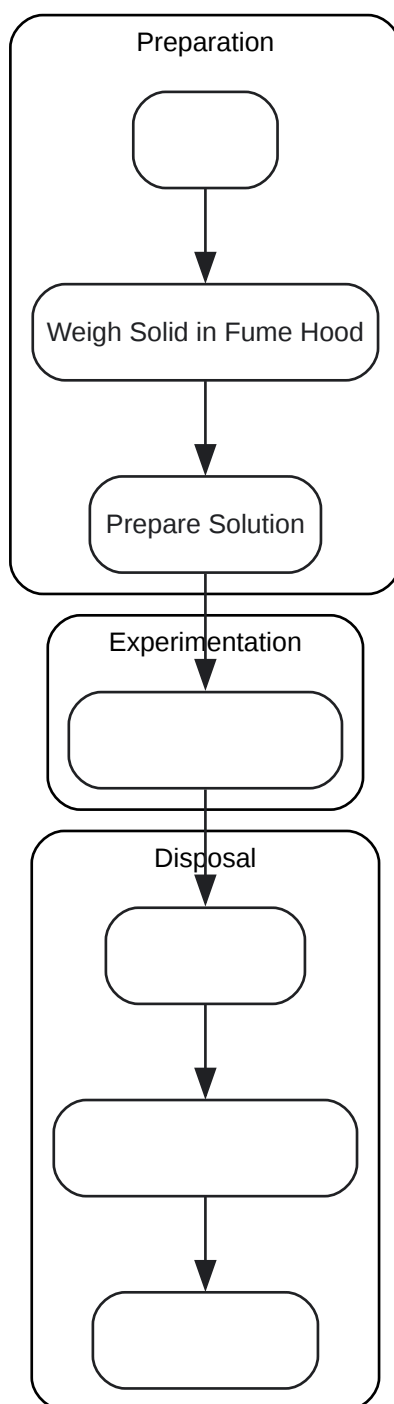 Preparation
Weigh Solid in Fume Hood
Prepare Solution
Experimentation
Disposal